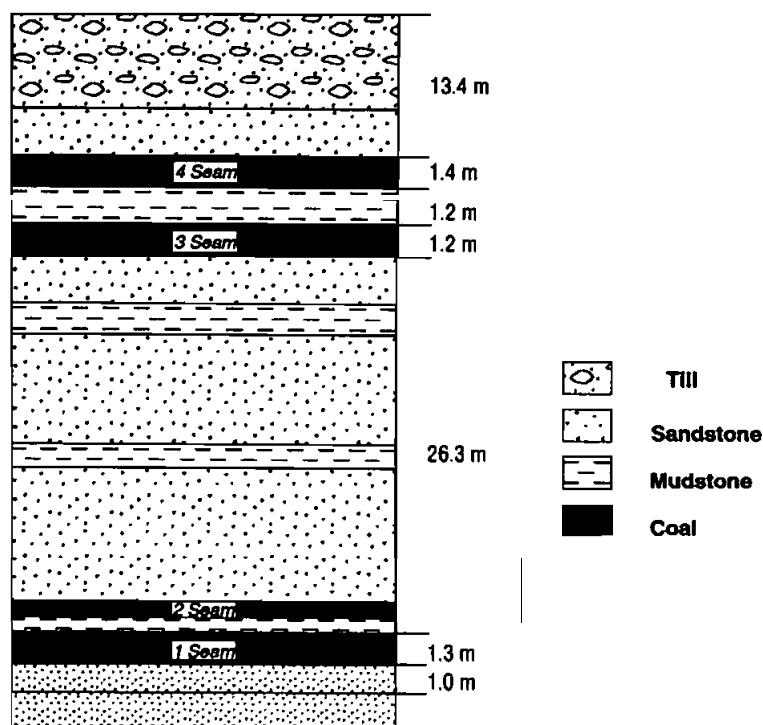 13.4 m
4 Seam
1.4 m
1.2 m
3 Seam
1.2 m
Till
Sandstone
26.3 m
Mudstone
Coal
2 Seam
1 Seam
1.3 m
1.0 m